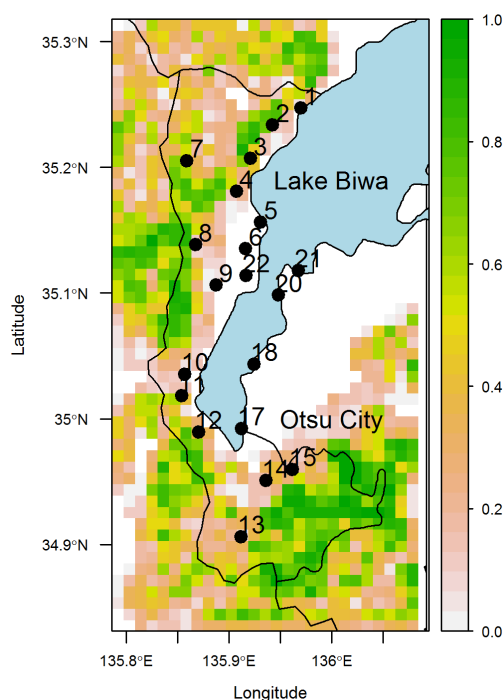 35.3°N
35.2°N
35.1°N
35°N
34.9°N
Latitude
135.8°E
135.9°E
136°E
Longitude
1
2
3
7
4
Lake Biwa
5
8
6
9
22
21
20
10
18
11
12
17
Otsu City
14
15
13
1.0
0.8
0.6
0.4
0.2
0.0